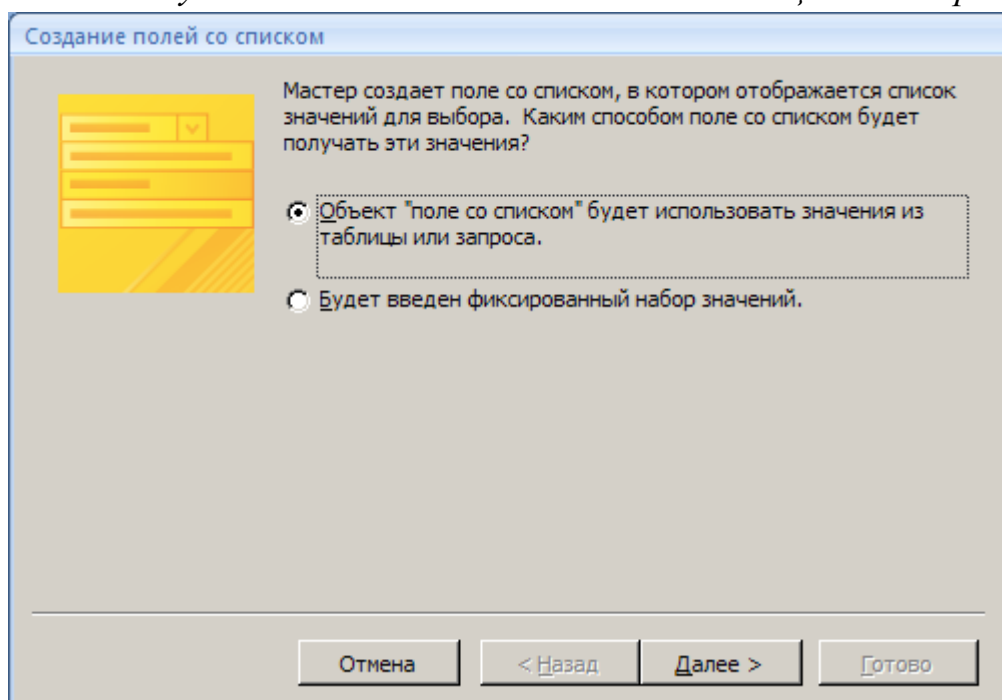 Создание полей со списком
Мастер создает поле со списком, в котором отображается список
значений для выбора. Каким способом поле со списком будет
получать эти значения?
Объект "поле со списком" будет использовать значения из
таблицы или запроса.
Будет введен фиксированный набор значений.
Отмена
< Назад
Далее >
Готово